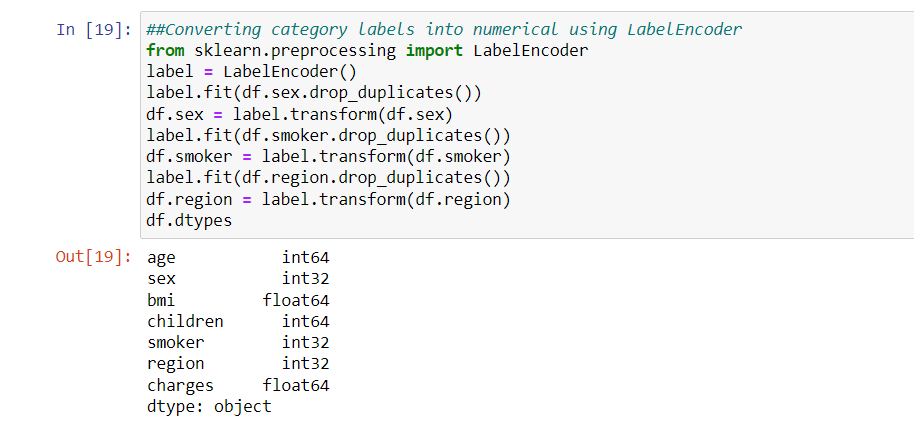 In [19]: ##Converting category labels into numerical using LabelEncoder
from sklearn.preprocessing import LabelEncoder
label = LabelEncoder()
label.fit(df.sex.drop_duplicates())
df.sex = label.transform(df.sex)
label.fit(df.smoker.drop_duplicates())
df.smoker = label.transform(df.smoker)
label.fit(df.region.drop_duplicates())
df.region = label.transform(df.region)
df.dtypes
Out[19]: age int64
sex int32
bmi float64
children int64
smoker int32
region int32
charges float64
dtype: object